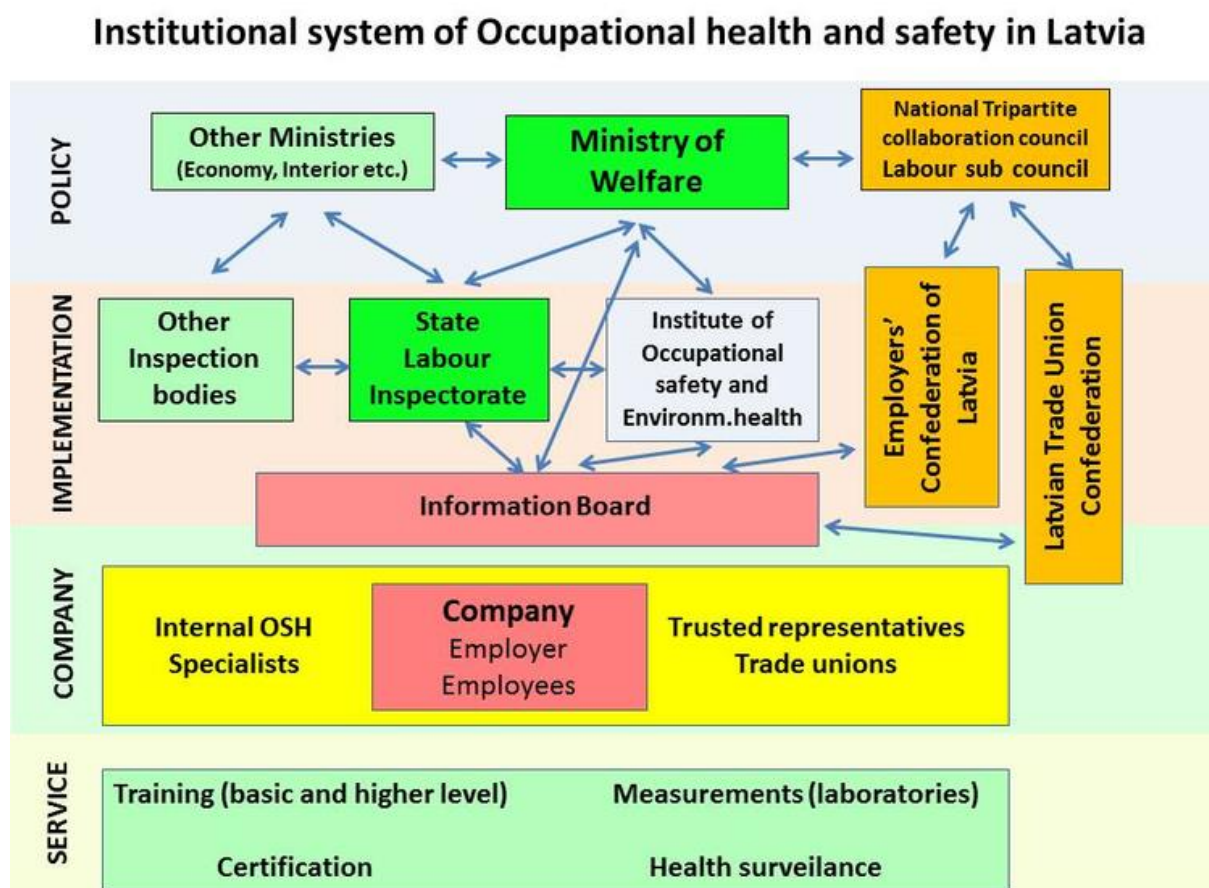 Institutional system of Occupational health and safety in Latvia
POLICY
Other Ministries
(Economy, Interior etc.)
Ministry of
Welfare
National Tripartite
collaboration council
Labour sub council
IMPLEMENTATION
Other
Inspection
bodies
State
Labour
Inspectorate
Institute of
Occupational
safety and
Environm.health
Employers'
Confederation of
Latvia
Latvian Trade Union
Confederation
Information Board
COMPANY
Internal OSH
Specialists
Company
Employer
Employees
Trusted representatives
Trade unions
SERVICE
Training (basic and higher level)
Measurements (laboratories)
Certification
Health surveilance